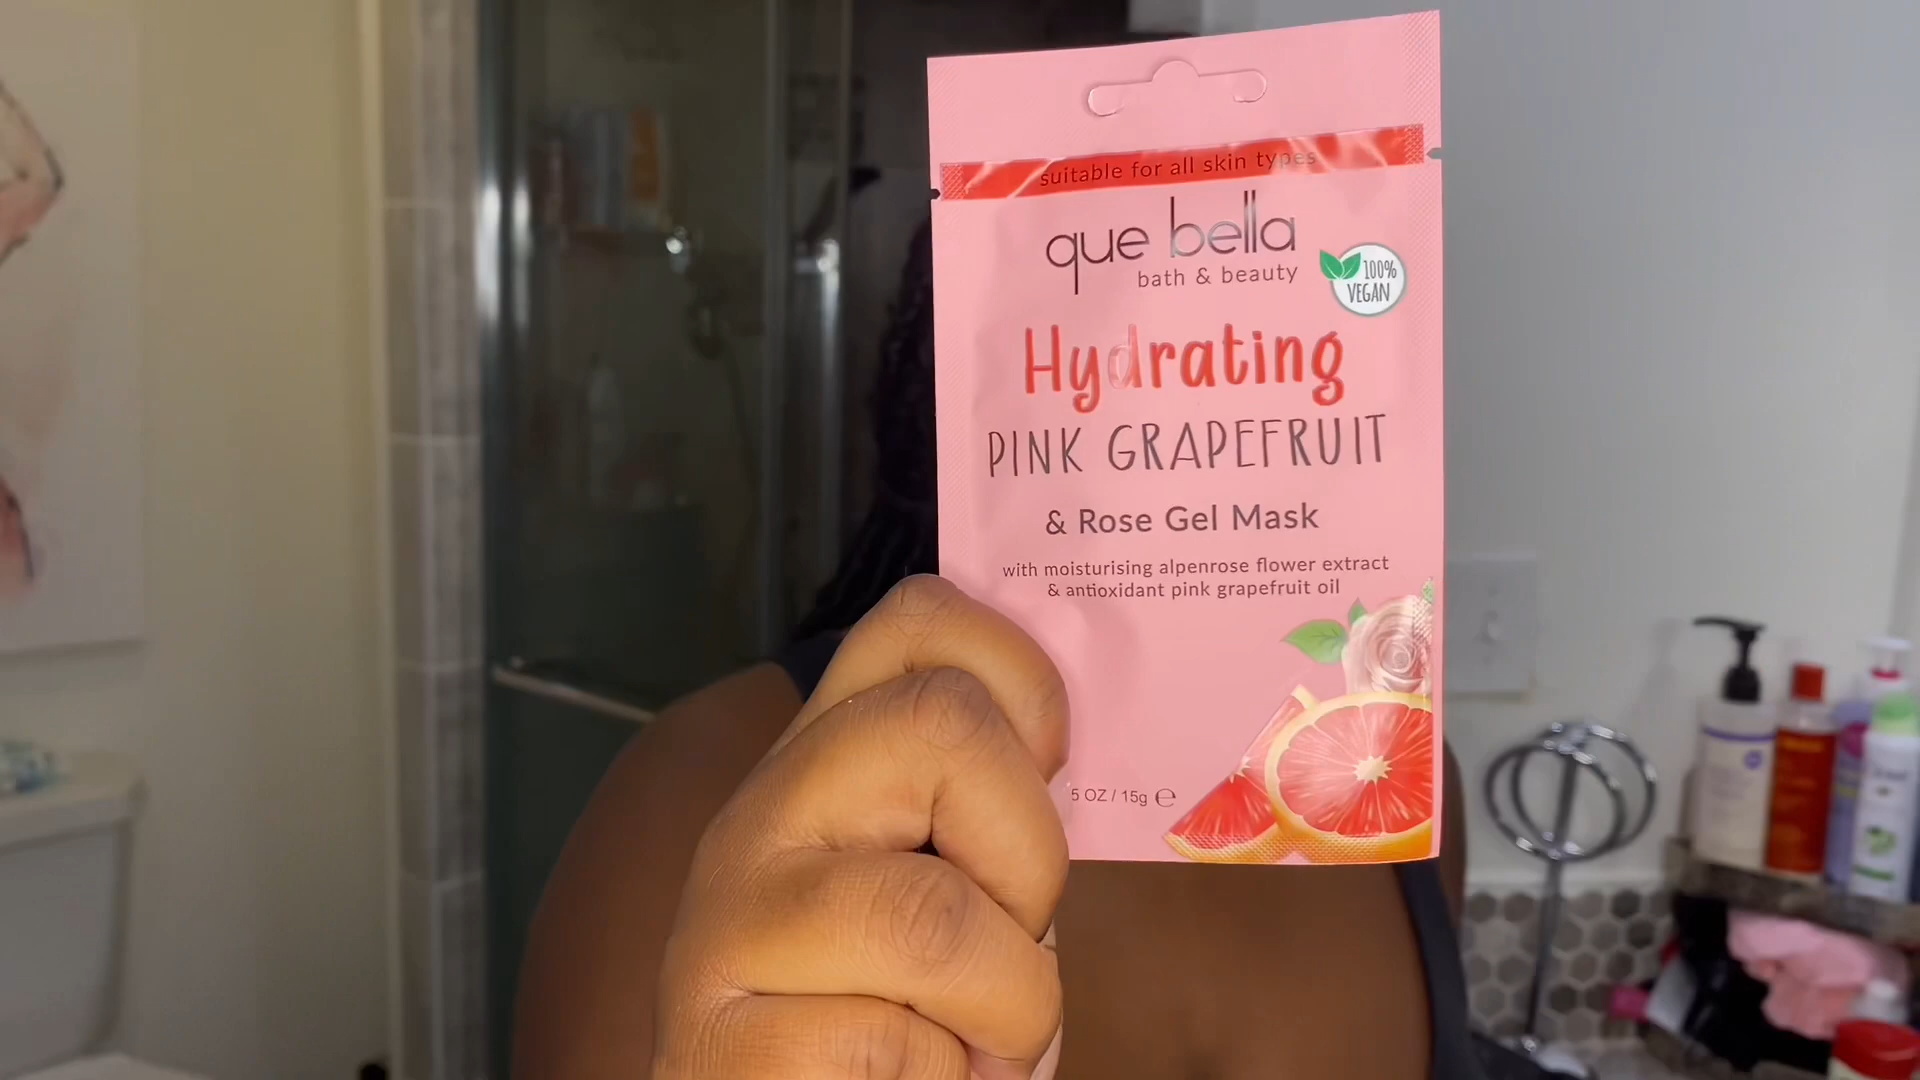 suitable for all skin types
que bella
bath & beauty
100%
VEGAN
Hydrating
PINK GRAPEFRUIT
& Rose Gel Mask
with moisturising alpenrose flower extract
& antioxidant pink grapefruit oil
5 OZ / 15g ℮